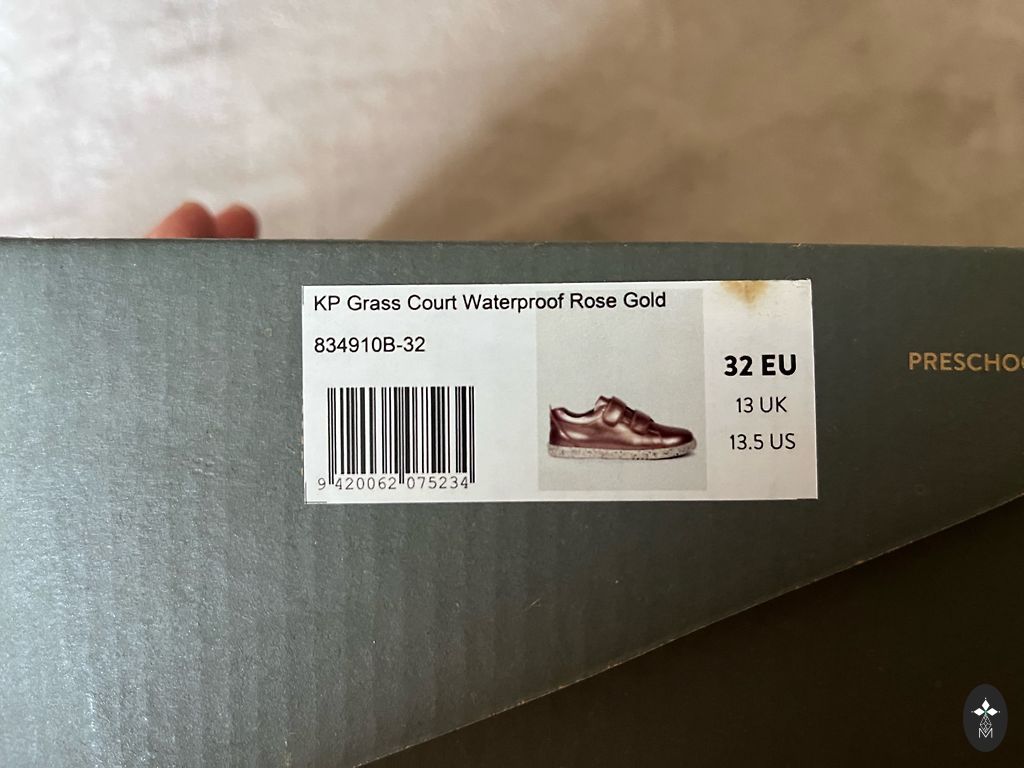 KP Grass Court Waterproof Rose Gold
834910B-32
9 420062 075234
32 EU
13 UK
13.5 US
M